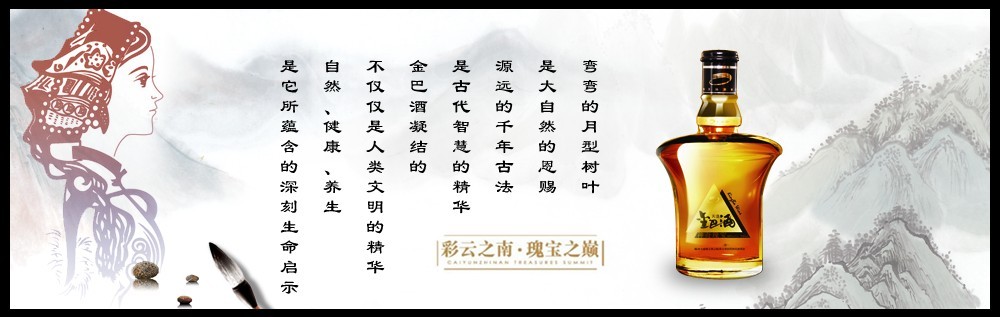 弯弯的月型树叶
是大自然的恩赐
源远的千年古法
是古代智慧的精华
金巴酒凝结的
不仅仅是人类文明的精华
自然、健康、养生
是它所蕴含的深刻生命启示
彩云之南·瑰宝之巅
CAIYUNZHINAN TREASURES SUMMIT
金巴酒